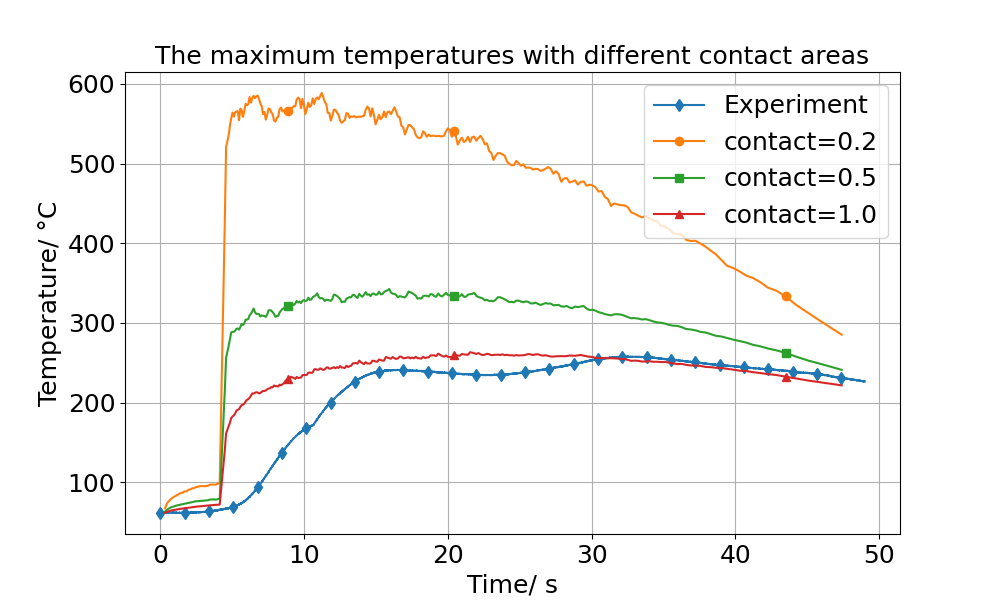 The maximum temperatures with different contact areas
600
500
400
300
200
100
Temperature/ °C
Experiment
contact=0.2
contact=0.5
contact=1.0
0 10 20 30 40 50
Time/ s